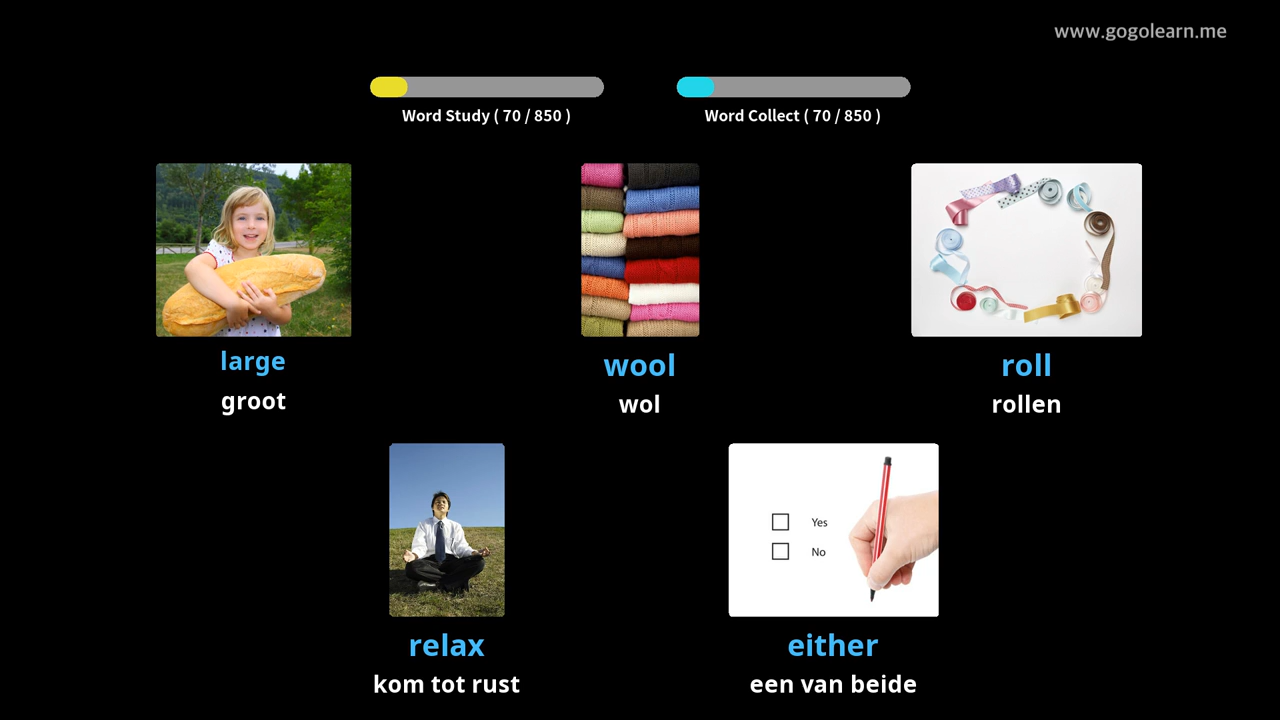 www.gogolearn.me
Word Study ( 70 / 850 )
Word Collect ( 70 / 850 )
large
groot
wool
wol
roll
rollen
Yes
No
relax
kom tot rust
either
een van beide